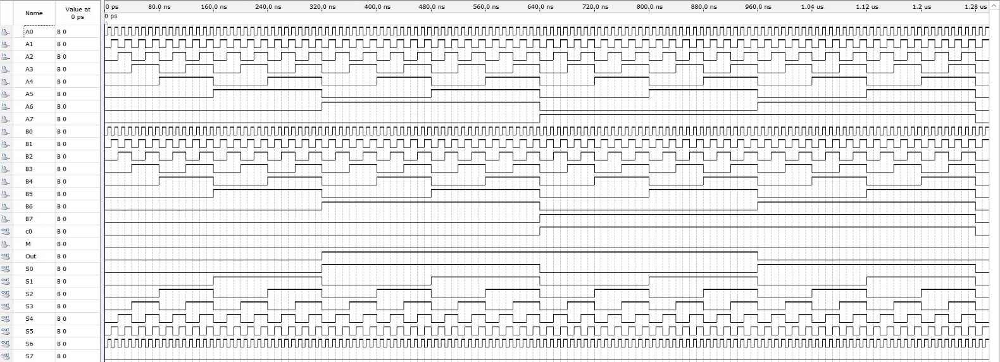 Name
Value at
0 ps
0 ps 80.0 ns 160.0 ns 240.0 ns 320.0 ns 400.0 ns 480.0 ns 560.0 ns 640.0 ns 720.0 ns 800.0 ns 880.0 ns 960.0 ns 1.04 us 1.12 us 1.2 us 1.28 us
0 ps
in A0 B 0
in A1 B 0
in A2 B 0
in A3 B 0
in A4 B 0
in A5 B 0
in A6 B 0
in A7 B 0
in B0 B 0
in B1 B 0
in B2 B 0
in B3 B 0
in B4 B 0
in B5 B 0
in B6 B 0
in B7 B 0
out c0 B 0
in M B 0
out Out B 0
out S0 B 0
out S1 B 0
out S2 B 0
out S3 B 0
out S4 B 0
out S5 B 0
out S6 B 0
out S7 B 0